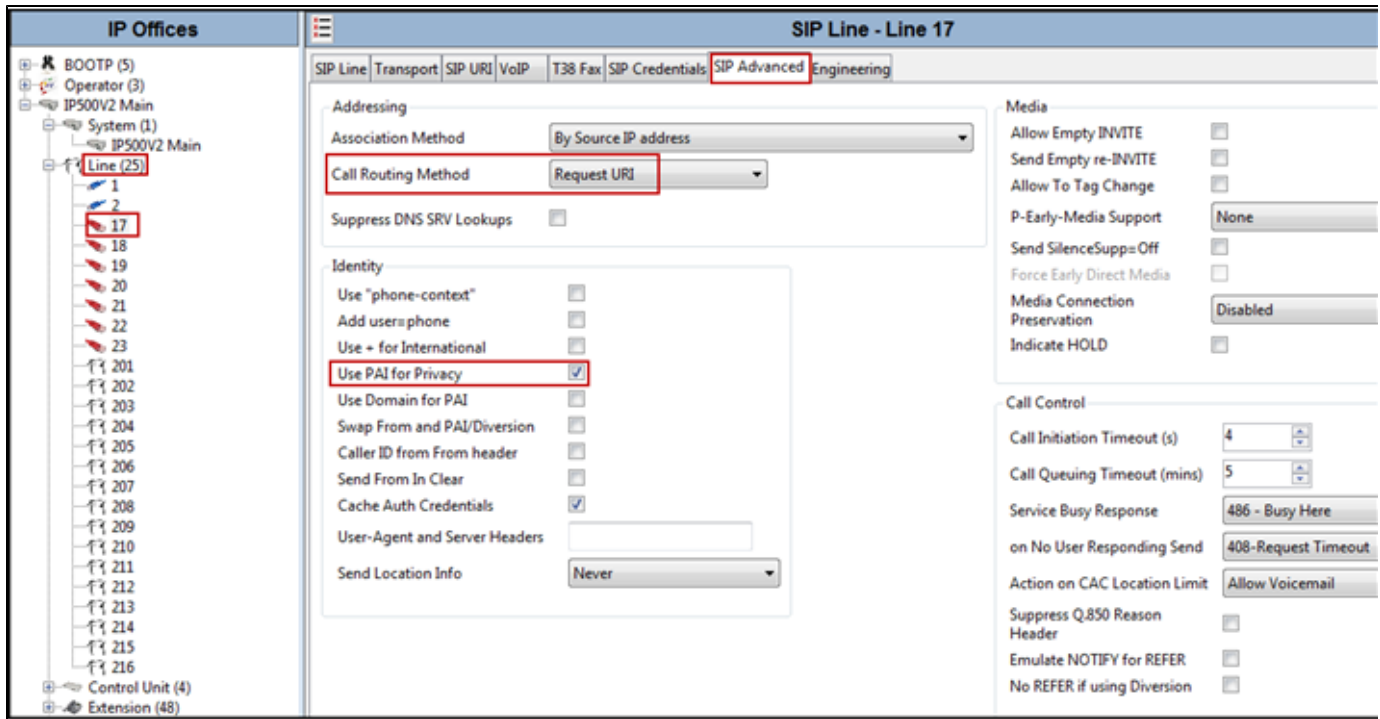 IP Offices
BOOTP (5)
Operator (3)
IP500V2 Main
System (1)
IP500V2 Main
Line (25)
1
2
17
18
19
20
21
22
23
201
202
203
204
205
206
207
208
209
210
211
212
213
214
215
216
Control Unit (4)
Extension (48)
SIP Line - Line 17
SIP Line Transport SIP URI VoIP T38 Fax SIP Credentials SIP Advanced Engineering
Addressing
Association Method By Source IP address
Call Routing Method Request URI
Suppress DNS SRV Lookups
Identity
Use "phone-context"
Add user=phone
Use + for International
Use PAI for Privacy
Use Domain for PAI
Swap From and PAI/Diversion
Caller ID from From header
Send From In Clear
Cache Auth Credentials
User-Agent and Server Headers
Send Location Info Never
Media
Allow Empty INVITE
Send Empty re-INVITE
Allow To Tag Change
P-Early-Media Support None
Send SilenceSupp=Off
Force Early Direct Media
Media Connection
Preservation Disabled
Indicate HOLD
Call Control
Call Initiation Timeout (s) 4
Call Queuing Timeout (mins) 5
Service Busy Response 486 - Busy Here
on No User Responding Send 408-Request Timeout
Action on CAC Location Limit Allow Voicemail
Suppress Q.850 Reason
Header
Emulate NOTIFY for REFER
No REFER if using Diversion